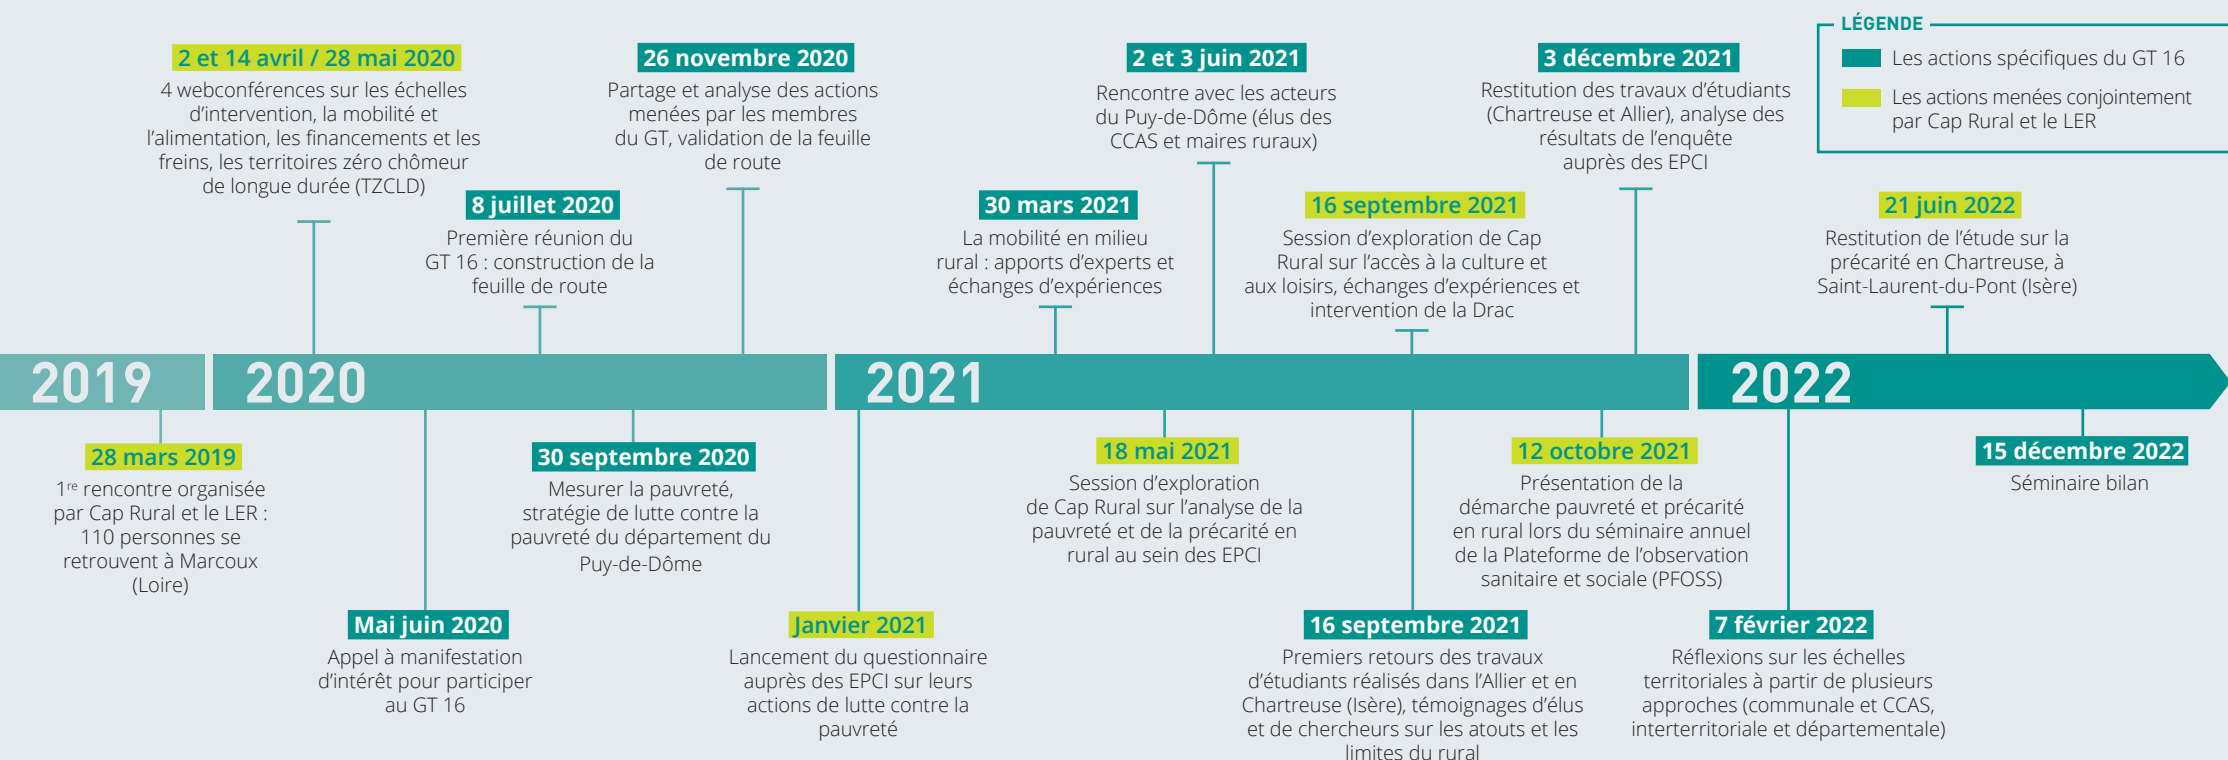 LÉGENDE
Les actions spécifiques du GT 16
Les actions menées conjointement
par Cap Rural et le LER
2 et 14 avril / 28 mai 2020
4 webconférences sur les échelles
d’intervention, la mobilité et
l’alimentation, les financements et les
freins, les territoires zéro chômeur
de longue durée (TZCLD)
8 juillet 2020
Première réunion du
GT 16 : construction de la
feuille de route
26 novembre 2020
Partage et analyse des actions
menées par les membres
du GT, validation de la feuille
de route
30 mars 2021
La mobilité en milieu
rural : apports d’experts et
échanges d’expériences
2 et 3 juin 2021
Rencontre avec les acteurs
du Puy-de-Dôme (élus des
CCAS et maires ruraux)
16 septembre 2021
Session d’exploration de Cap
Rural sur l’accès à la culture et
aux loisirs, échanges d’expériences et
intervention de la Drac
3 décembre 2021
Restitution des travaux d’étudiants
(Chartreuse et Allier), analyse des
résultats de l’enquête
auprès des EPCI
21 juin 2022
Restitution de l’étude sur la
précarité en Chartreuse, à
Saint-Laurent-du-Pont (Isère)
2019
2020
2021
2022
28 mars 2019
1re rencontre organisée
par Cap Rural et le LER :
110 personnes se
retrouvent à Marcoux
(Loire)
Mai juin 2020
Appel à manifestation
d’intérêt pour participer
au GT 16
30 septembre 2020
Mesurer la pauvreté,
stratégie de lutte contre la
pauvreté du département du
Puy-de-Dôme
Janvier 2021
Lancement du questionnaire
auprès des EPCI sur leurs
actions de lutte contre la
pauvreté
18 mai 2021
Session d’exploration
de Cap Rural sur l’analyse de la
pauvreté et de la précarité en
rural au sein des EPCI
16 septembre 2021
Premiers retours des travaux
d’étudiants réalisés dans l’Allier et en
Chartreuse (Isère), témoignages d’élus
et de chercheurs sur les atouts et les
limites du rural
12 octobre 2021
Présentation de la
démarche pauvreté et précarité
en rural lors du séminaire annuel
de la Plateforme de l’observation
sanitaire et sociale (PFOSS)
7 février 2022
Réflexions sur les échelles
territoriales à partir de plusieurs
approches (communale et CCAS,
interterritoriale et départementale)
15 décembre 2022
Séminaire bilan